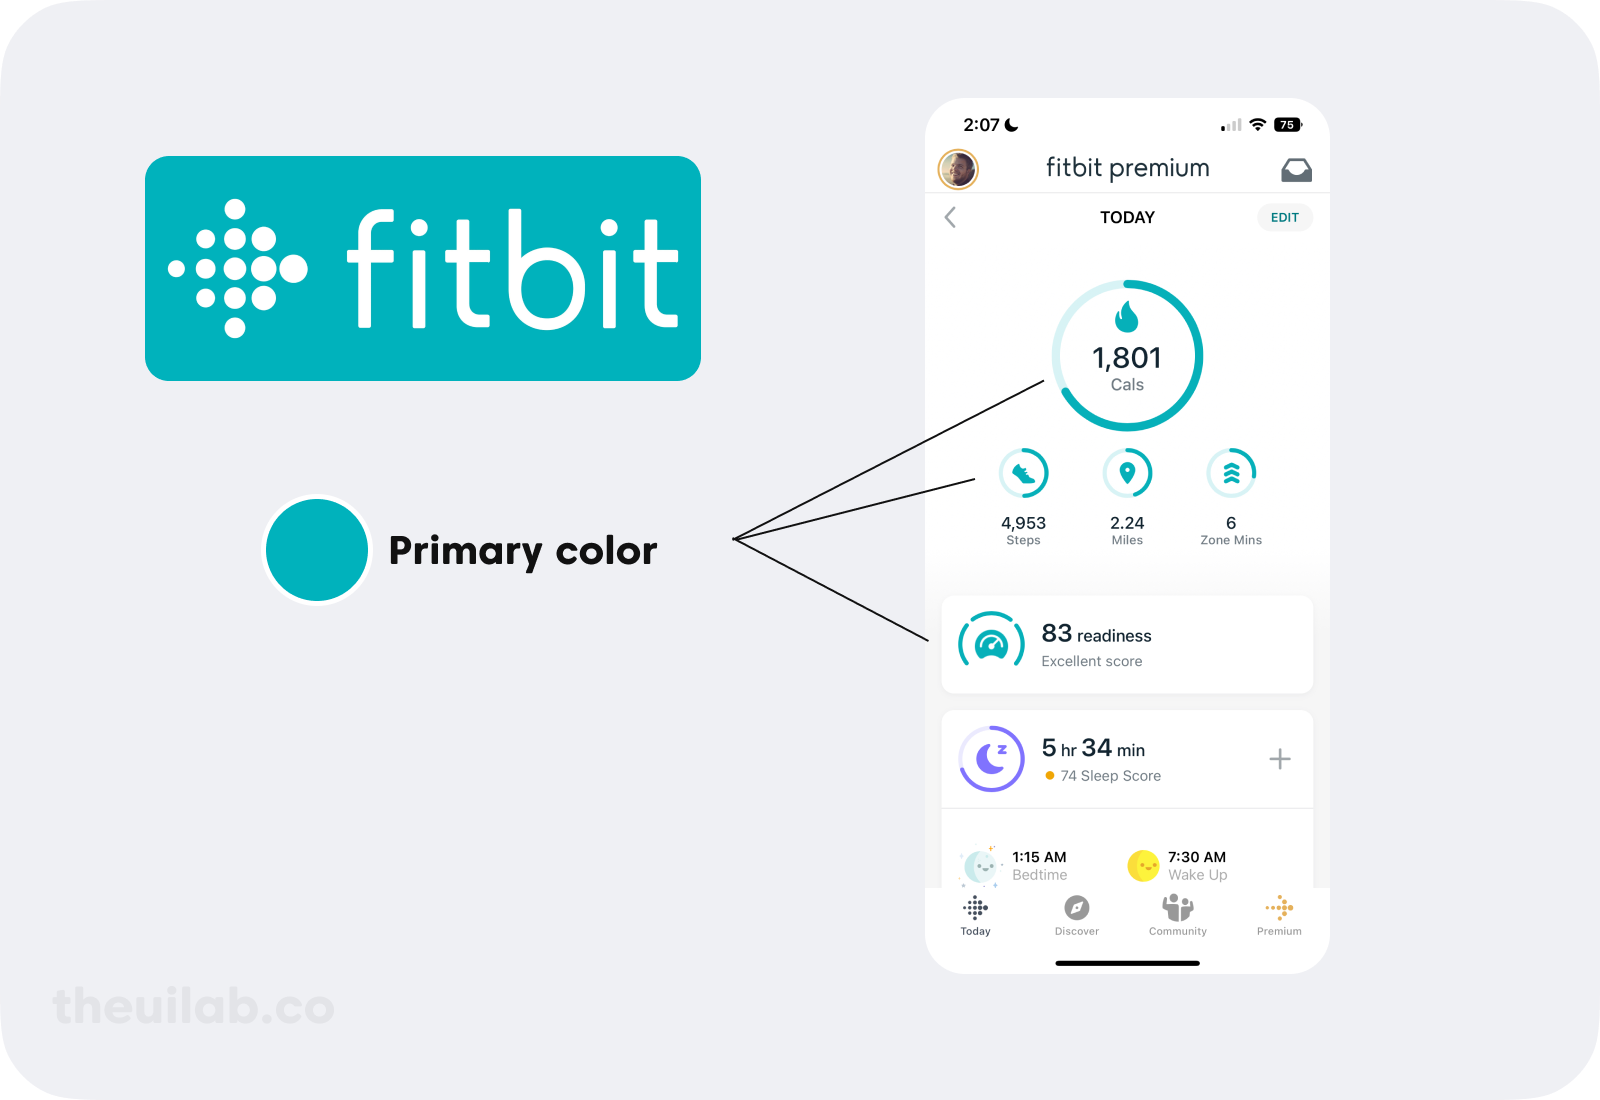 fitbit
Primary color
2:07
75
fitbit premium
TODAY
EDIT
1,801
Cals
4,953
Steps
2.24
Miles
6
Zone Mins
83 readiness
Excellent score
z
5 hr 34 min
74 Sleep Score
1:15 AM
Bedtime
7:30 AM
Wake Up
Today
Discover
Community
Premium
theuilab.co